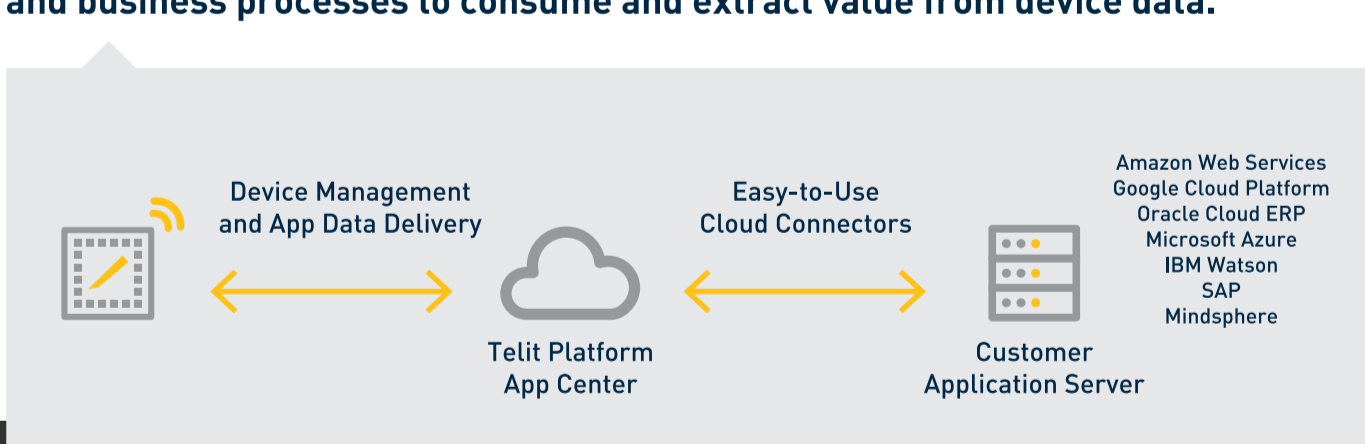 and business processes to consume and extract value from device data.
Device Management
and App Data Delivery
Easy-to-Use
Cloud Connectors
Amazon Web Services
Google Cloud Platform
Oracle Cloud ERP
Microsoft Azure
IBM Watson
SAP
Mindsphere
Telit Platform
App Center
Customer
Application Server